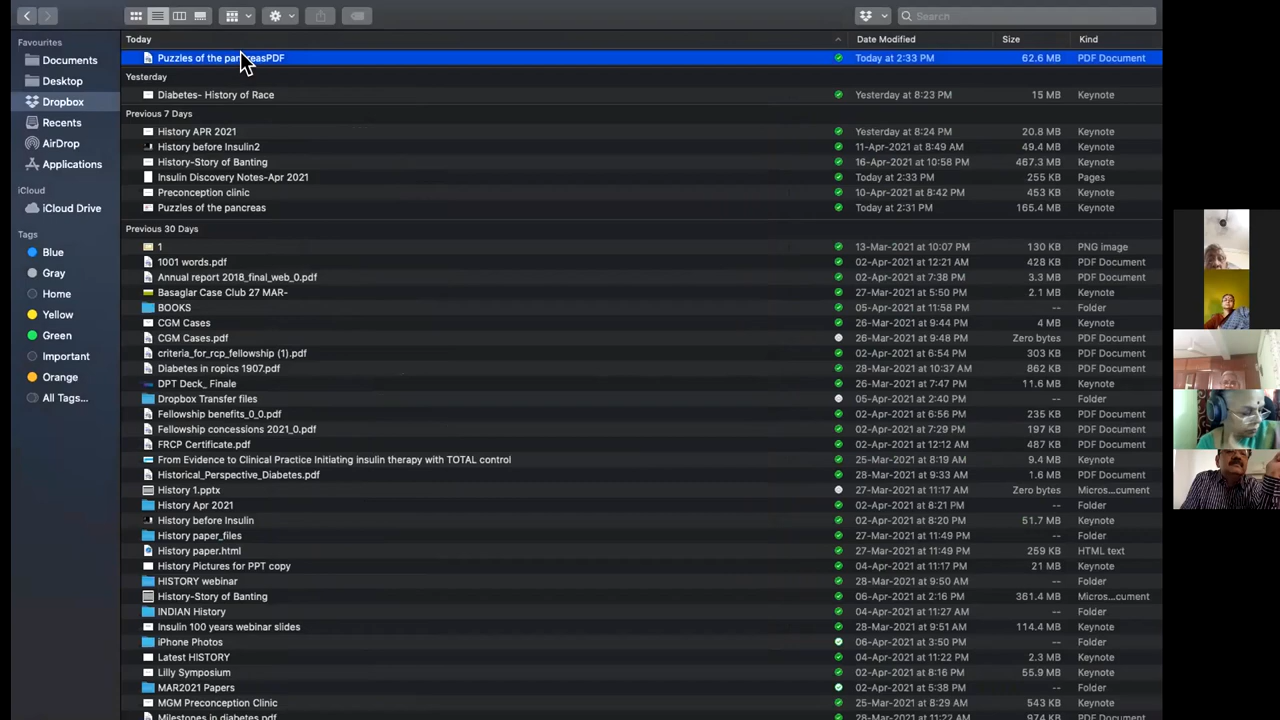 Search
Favourites
Documents
Desktop
Dropbox
Recents
AirDrop
Applications
iCloud
iCloud Drive
Tags
Blue
Gray
Home
Yellow
Green
Important
Orange
All Tags...
Today Date Modified Size Kind
Puzzles of the pancreasPDF Today at 2:33 PM 62.6 MB PDF Document
Yesterday
Diabetes- History of Race Yesterday at 8:23 PM 15 MB Keynote
Previous 7 Days
History APR 2021 Yesterday at 8:24 PM 20.8 MB Keynote
History before Insulin2 11-Apr-2021 at 8:49 AM 49.4 MB Keynote
History-Story of Banting 16-Apr-2021 at 10:58 PM 467.3 MB Keynote
Insulin Discovery Notes-Apr 2021 Today at 2:33 PM 255 KB Pages
Preconception clinic 10-Apr-2021 at 8:42 PM 453 KB Keynote
Puzzles of the pancreas Today at 2:31 PM 165.4 MB Keynote
Previous 30 Days
1 13-Mar-2021 at 10:07 PM 130 KB PNG image
1001 words.pdf 02-Apr-2021 at 12:21 AM 428 KB PDF Document
Annual report 2018_final_web_0.pdf 02-Apr-2021 at 7:38 PM 3.3 MB PDF Document
Basaglar Case Club 27 MAR- 27-Mar-2021 at 5:50 PM 2.1 MB Keynote
BOOKS 05-Apr-2021 at 11:58 PM -- Folder
CGM Cases 26-Mar-2021 at 9:44 PM 4 MB Keynote
CGM Cases.pdf 26-Mar-2021 at 9:48 PM Zero bytes PDF Document
criteria_for_rcp_fellowship (1).pdf 02-Apr-2021 at 6:54 PM 303 KB PDF Document
Diabetes in ropics 1907.pdf 28-Mar-2021 at 10:37 AM 862 KB PDF Document
DPT Deck_ Finale 26-Mar-2021 at 7:47 PM 11.6 MB Keynote
Dropbox Transfer files 05-Apr-2021 at 2:40 PM -- Folder
Fellowship benefits_0_0.pdf 02-Apr-2021 at 6:56 PM 235 KB PDF Document
Fellowship concessions 2021_0.pdf 02-Apr-2021 at 7:29 PM 197 KB PDF Document
FRCP Certificate.pdf 02-Apr-2021 at 12:12 AM 487 KB PDF Document
From Evidence to Clinical Practice Initiating insulin therapy with TOTAL control 25-Mar-2021 at 8:19 AM 9.4 MB Keynote
Historical_Perspective_Diabetes.pdf 28-Mar-2021 at 9:33 AM 1.6 MB PDF Document
History 1.pptx 27-Mar-2021 at 11:17 AM Zero bytes Micros...cument
History Apr 2021 02-Apr-2021 at 8:21 PM -- Folder
History before Insulin 02-Apr-2021 at 8:20 PM 51.7 MB Keynote
History paper_files 27-Mar-2021 at 11:49 PM -- Folder
History paper.html 27-Mar-2021 at 11:49 PM 259 KB HTML text
History Pictures for PPT copy 04-Apr-2021 at 11:17 PM 21 MB Keynote
HISTORY webinar 28-Mar-2021 at 9:50 AM -- Folder
History-Story of Banting 06-Apr-2021 at 2:16 PM 361.4 MB Micros...cument
INDIAN History 04-Apr-2021 at 11:27 AM -- Folder
Insulin 100 years webinar slides 28-Mar-2021 at 9:51 AM 114.4 MB Keynote
iPhone Photos 06-Apr-2021 at 3:50 PM -- Folder
Latest HISTORY 04-Apr-2021 at 11:22 PM 2.3 MB Keynote
Lilly Symposium 02-Apr-2021 at 11:22 AM 55.9 MB Keynote
MAR2021 Papers 02-Apr-2021 at 5:38 PM -- Folder
MGM Preconception Clinic 25-Mar-2021 at 8:29 AM 543 KB Keynote
Milestones in diabetes.pdf 28-Mar-2021 at 9:29 AM 974 KB PDF Document